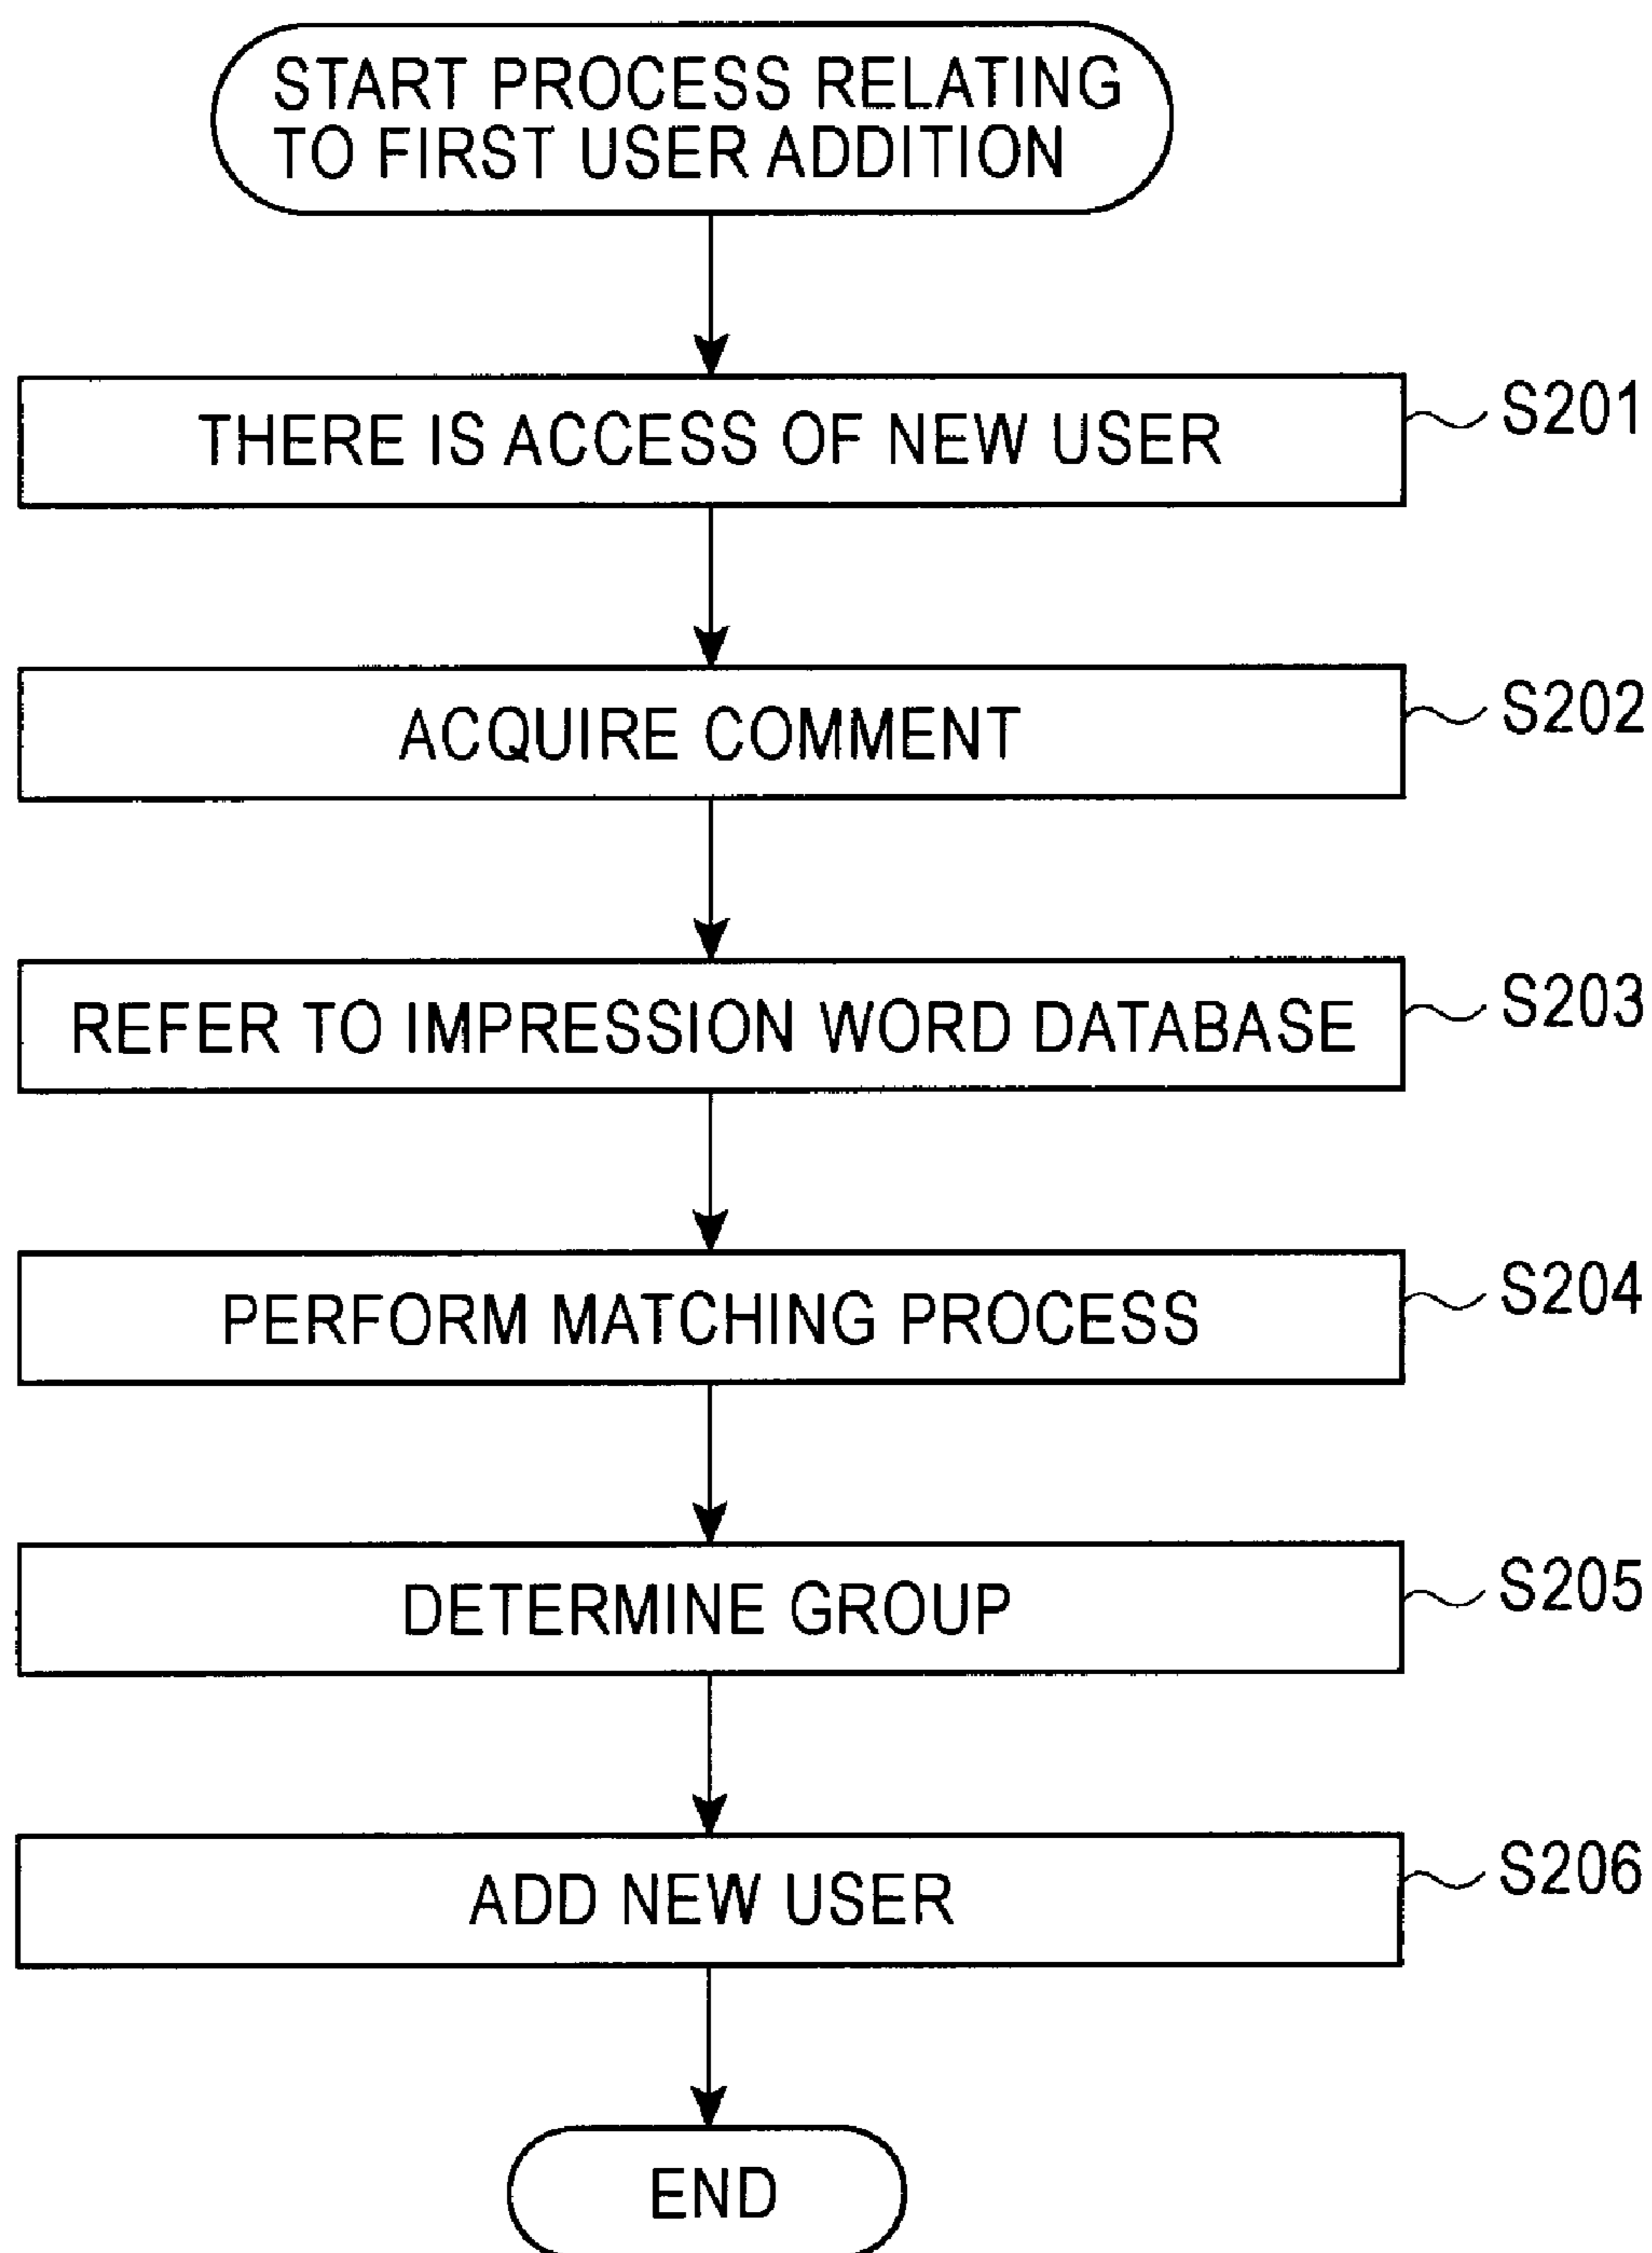 START PROCESS RELATING
TO FIRST USER ADDITION
THERE IS ACCESS OF NEW USER
S201
ACQUIRE COMMENT
S202
REFER TO IMPRESSION WORD DATABASE
S203
PERFORM MATCHING PROCESS
S204
DETERMINE GROUP
S205
ADD NEW USER
S206
END